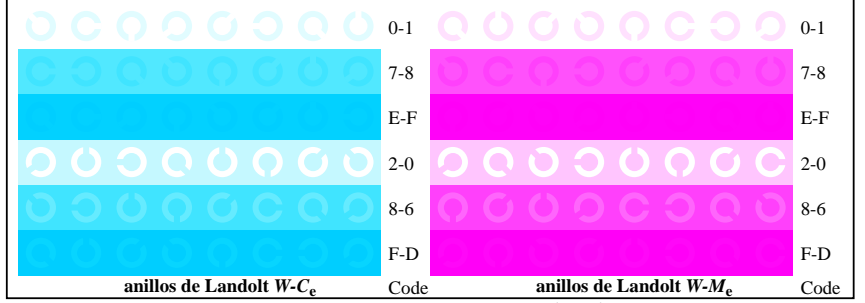 0-1 0-1
7-8 7-8
E-F E-F
2-0 2-0
8-6 8-6
F-D F-D
anillos de Landolt W-Ce Code anillos de Landolt W-Me Code